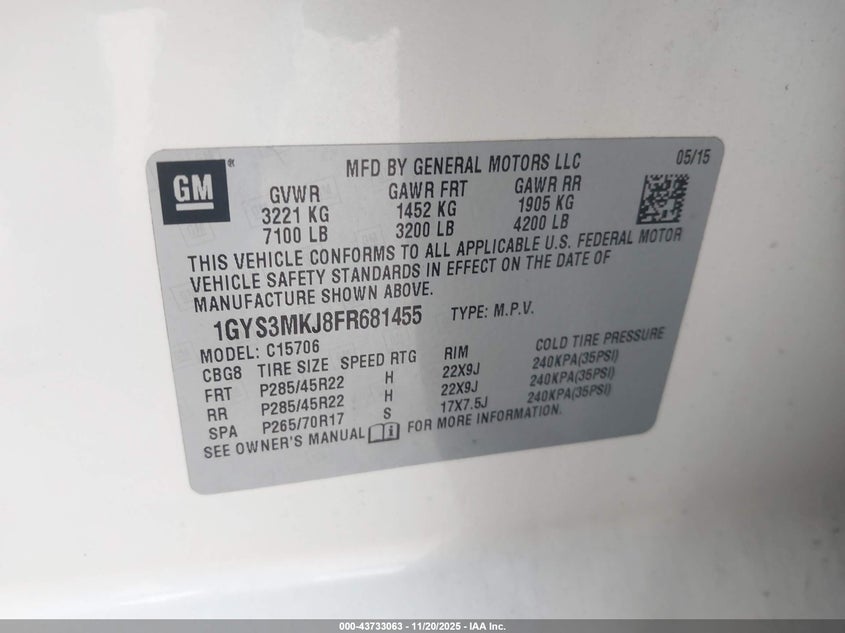 GM
MFD BY GENERAL MOTORS LLC 05/15
GVWR GAWR FRT GAWR RR
3221 KG 1452 KG 1905 KG
7100 LB 3200 LB 4200 LB
THIS VEHICLE CONFORMS TO ALL APPLICABLE U.S. FEDERAL MOTOR
VEHICLE SAFETY STANDARDS IN EFFECT ON THE DATE OF
MANUFACTURE SHOWN ABOVE.
1GYS3MKJ8FR681455 TYPE: M.P.V.
MODEL: C15706
CBG8 TIRE SIZE SPEED RTG RIM COLD TIRE PRESSURE
FRT P285/45R22 H 22X9J 240KPA(35PSI)
RR P285/45R22 H 22X9J 240KPA(35PSI)
SPA P265/70R17 S 17X7.5J 240KPA(35PSI)
SEE OWNER'S MANUAL FOR MORE INFORMATION.
000-43733063 - 11/20/2025 - IAA Inc.